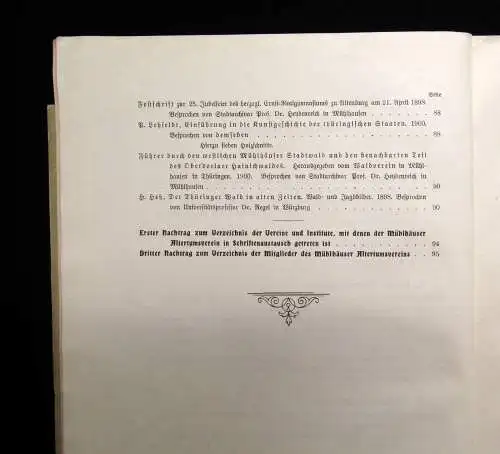 Seite
Festschrift zur 25. Jubelfeier des herzogl. Ernst-Realgymnasiums zu Altenburg am 21. April 1898.
Besprochen von Stadtarchivar Prof. Dr. Heydenreich in Mühlhausen . . . 88
P. Lehfeldt, Einführung in die Kunstgeschichte der thüringischen Staaten. 1900.
Besprochen von demselben . . . 88
Hierzu sieben Holzschnitte.
Führer durch den westlichen Mühlhäuser Stadtwald und den benachbarten Teil
des Oberdorlaer Hainichwaldes. Herausgegeben vom Waldverein in Mühl-
hausen in Thüringen. 1900. Besprochen von Stadtarchivar Prof. Dr. Heydenreich in
Mühlhausen . . . 90
H. Heß, Der Thüringer Wald in alten Zeiten. Wald- und Jagdbilder. 1898. Besprochen
von Universitätsprofessor Dr. Regel in Würzburg . . . 90
Erster Nachtrag zum Verzeichnis der Vereine und Institute, mit denen der Mühlhäuser
Altertumsverein in Schriftenaustausch getreten ist . . . 94
Dritter Nachtrag zum Verzeichnis der Mitglieder des Mühlhäuser Altertumsvereins . . 95